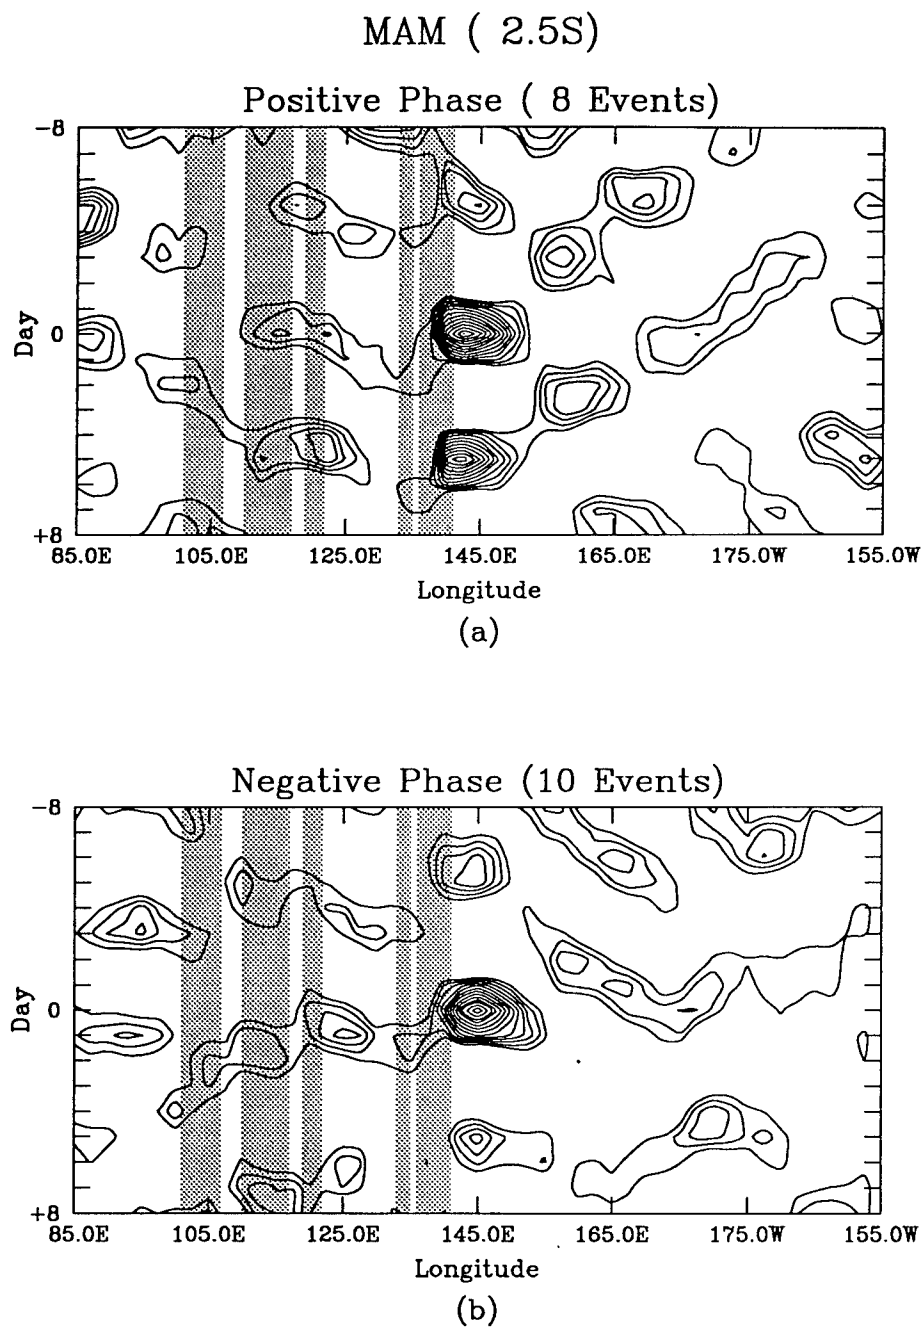 MAM ( 2.5S)
Positive Phase ( 8 Events)
-8
Day
0
+8
85.0E 105.0E 125.0E 145.0E 165.0E 175.0W 155.0W
Longitude
(a)
Negative Phase (10 Events)
-8
Day
0
+8
85.0E 105.0E 125.0E 145.0E 165.0E 175.0W 155.0W
Longitude
(b)